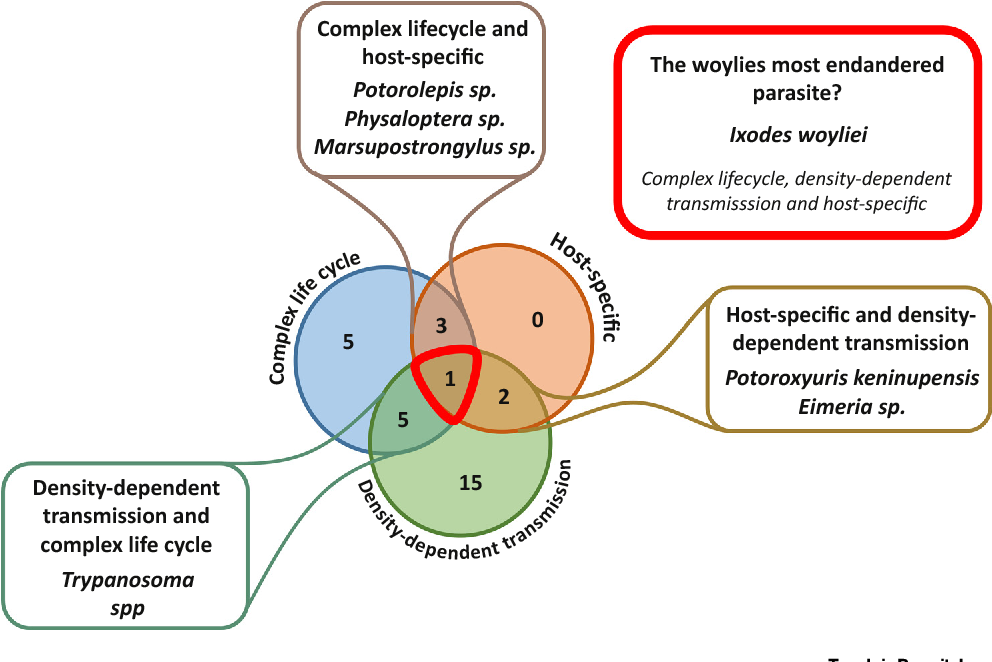 Complex lifecycle and
host-specific
Potorolepis sp.
Physaloptera sp.
Marsupostrongylus sp.
The woylies most endandered
parasite?
Ixodes woyliei
Complex lifecycle, density-dependent
transmisssion and host-specific
Complex life cycle
Host-specific
5
3
0
1
2
5
15
Density-dependent transmission
Host-specific and density-
dependent transmission
Potoroxyuris keninupensis
Eimeria sp.
Density-dependent
transmission and
complex life cycle
Trypanosoma
spp